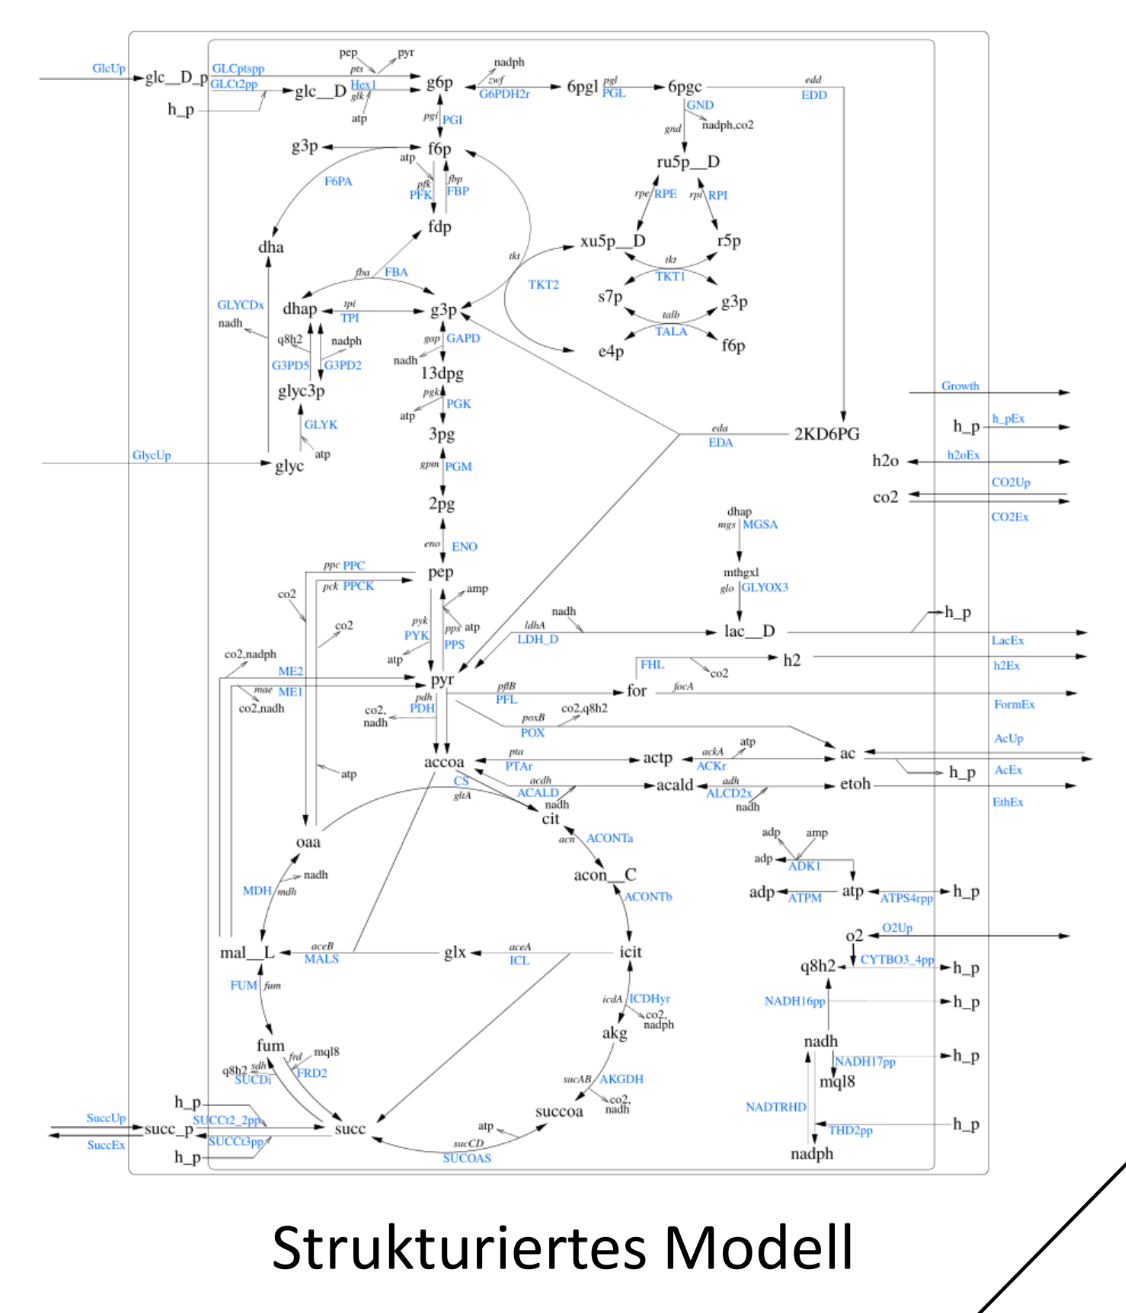 pep pyr nadph
GlcUp glc__D_p GLCptspp pts g6p zwf 6pgl pgl 6pgc edd
GLCt2pp glc__D Hex1 G6PDH2r PGL EDD
h_p glk GND
atp pgi PGI gnd nadph,co2
g3p f6p
atp ru5p__D
F6PA pfk fbp
PFK FBP rpe RPE rpi RPI
fdp
dha xu5p__D r5p
tkt tkt
fba FBA TKT2 TKT1
GLYCDx dhap tpi g3p s7p g3p
nadh TPI talb
q8h2 nadph gap GAPD TALA
e4p f6p
G3PD5 G3PD2 nadh
13dpg
glyc3p pgk PGK Growth
atp
GLYK 3pg eda 2KD6PG h_p h_pEx
EDA
GlycUp atp h2o h2oEx
glyc gpm PGM
CO2Up
2pg co2
dhap CO2Ex
mgs MGSA
eno ENO
ppc PPC pep mthgxl
pck PPCK glo GLYOX3
co2 amp
nadh h_p
co2 pyk pps atp ldhA lac__D
PYK PPS LDH_D LacEx
co2,nadph atp
ME2 FHL co2 h2 h2Ex
mae ME1 pyr pflB for focA
co2,nadh pdh PFL FormEx
co2, PDH co2,q8h2
nadh poxB
POX AcUp
accoa pta actp ackA atp ac
PTAr ACKr h_p AcEx
atp CS acdh acald adh etoh
gltA ACALD ALCD2x EthEx
nadh nadh
cit
oaa acn ACONTa adp amp
adp ADK1
nadh acon__C
MDH mdh ACONTb adp ATPM atp ATPS4rpp h_p
o2 O2Up
mal__L aceB glx aceA icit
MALS ICL q8h2 CYTBO3_4pp h_p
FUM fum icdA ICDHyr NADH16pp h_p
co2,
nadph
akg
fum nadh
frd mql8 NADH17pp h_p
q8h2 sdh FRD2 sucAB AKGDH mql8
SUCDi
h_p succoa co2,
nadh NADTRHD
SuccUp SUCCt2_2pp atp THD2pp h_p
succ_p succ
SuccEx SUCCt3pp sucCD
h_p SUCOAS nadph
Strukturiertes Modell